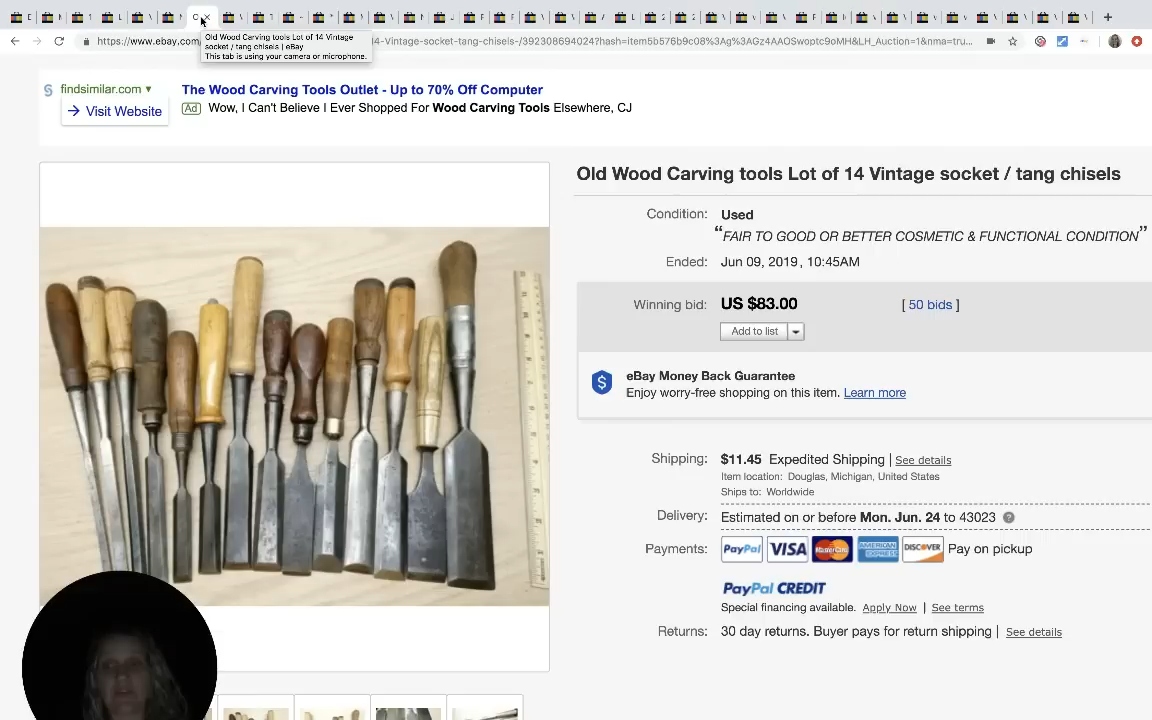 Old Wood Carving tools Lot of 14 Vintage
socket / tang chisels | eBay
This tab is using your camera or microphone.
https://www.ebay.com
14-Vintage-socket-tang-chisels-/392308694024?hash=item5b576b9c08%3Ag%3AGz4AAOSwoptc9oMH&LH_Auction=1&nma=tru...
findsimilar.com
The Wood Carving Tools Outlet - Up to 70% Off Computer
Visit Website
Ad Wow, I Can't Believe I Ever Shopped For Wood Carving Tools Elsewhere, CJ
Old Wood Carving tools Lot of 14 Vintage socket / tang chisels
Condition: Used
“FAIR TO GOOD OR BETTER COSMETIC & FUNCTIONAL CONDITION”
Ended: Jun 09, 2019 , 10:45AM
Winning bid: US $83.00 [ 50 bids ]
Add to list
eBay Money Back Guarantee
Enjoy worry-free shopping on this item. Learn more
Shipping: $11.45 Expedited Shipping | See details
Item location: Douglas, Michigan, United States
Ships to: Worldwide
Delivery: Estimated on or before Mon. Jun. 24 to 43023
Payments: PayPal VISA MasterCard AMERICAN EXPRESS DISCOVER Pay on pickup
PayPal CREDIT
Special financing available. Apply Now | See terms
Returns: 30 day returns. Buyer pays for return shipping | See details